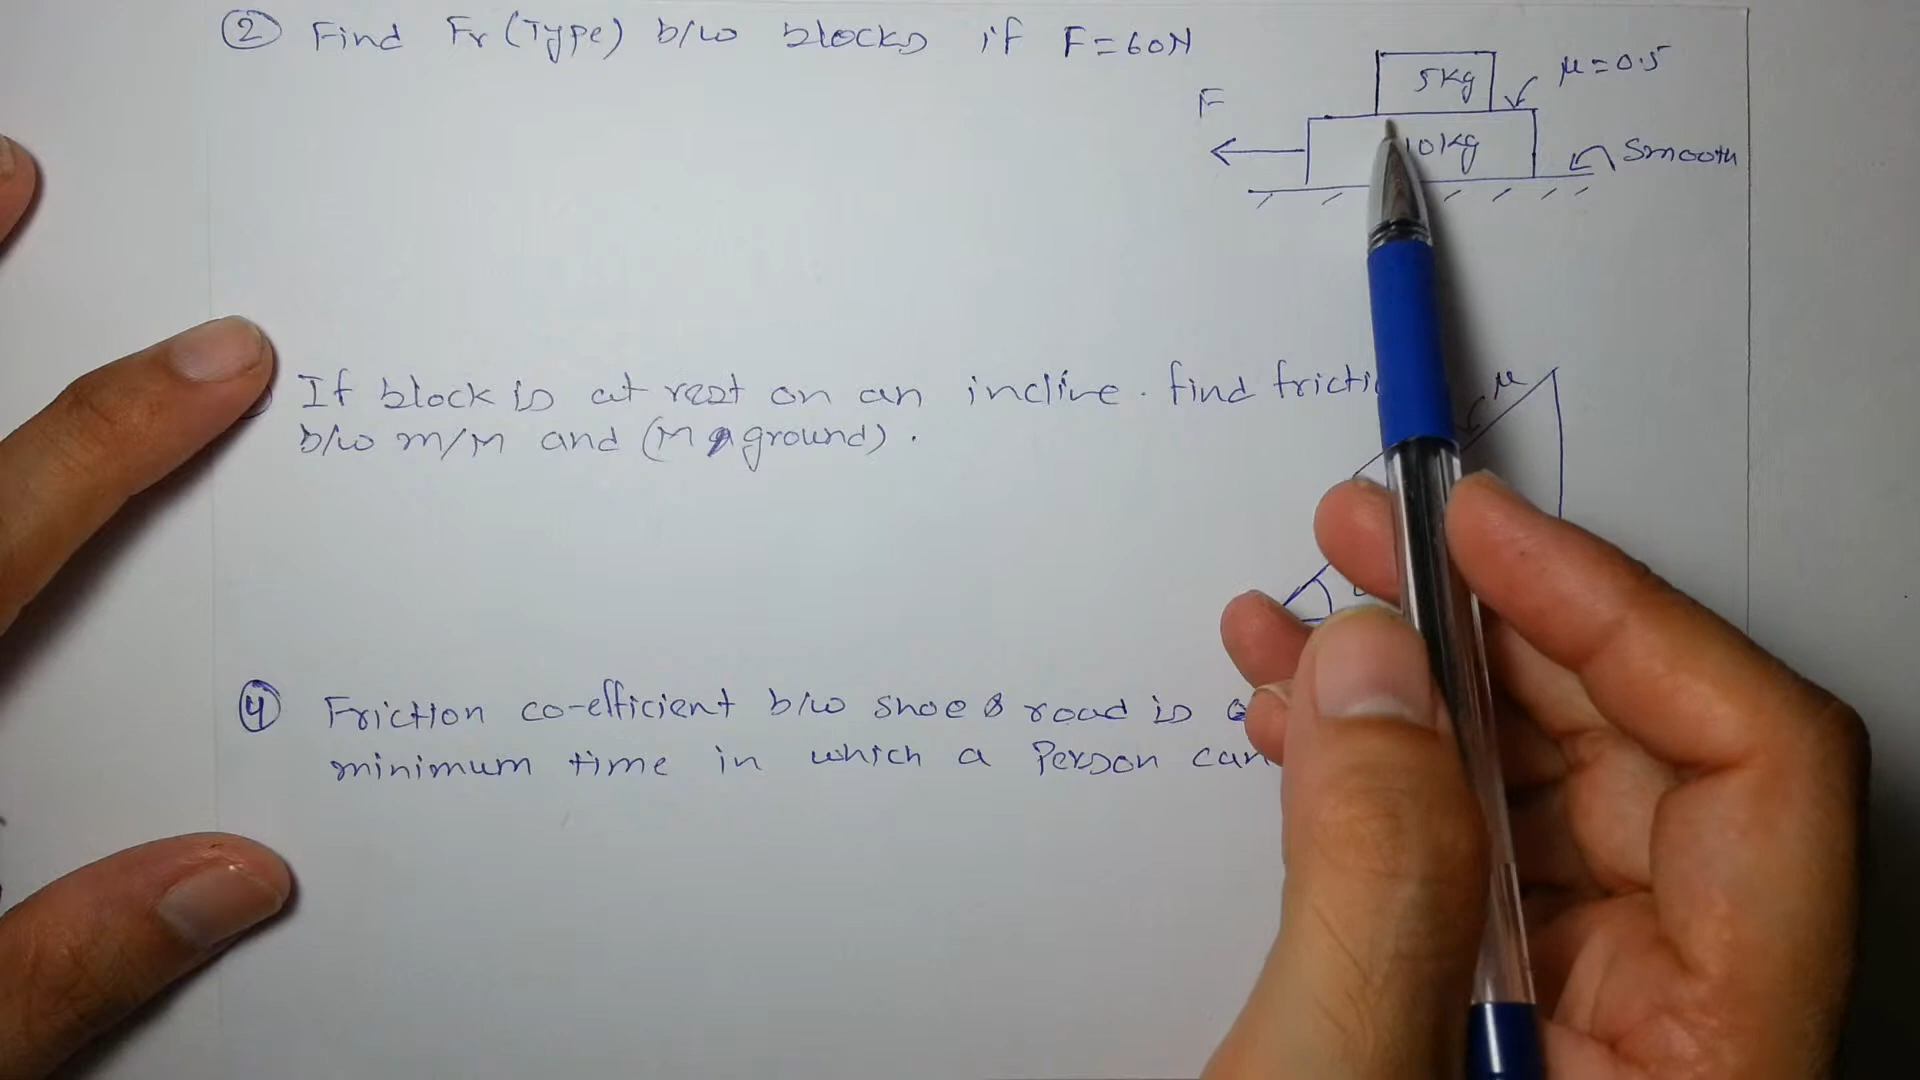 ② Find Fr (Type) b/w blocks if F=60N
5kg
μ=0.5
F
10kg
smooth
If block is at rest on an incline. find fricti
b/w m/M and (M ground).
μ
④ Friction co-efficient b/w shoe & road is
minimum time in which a Person can